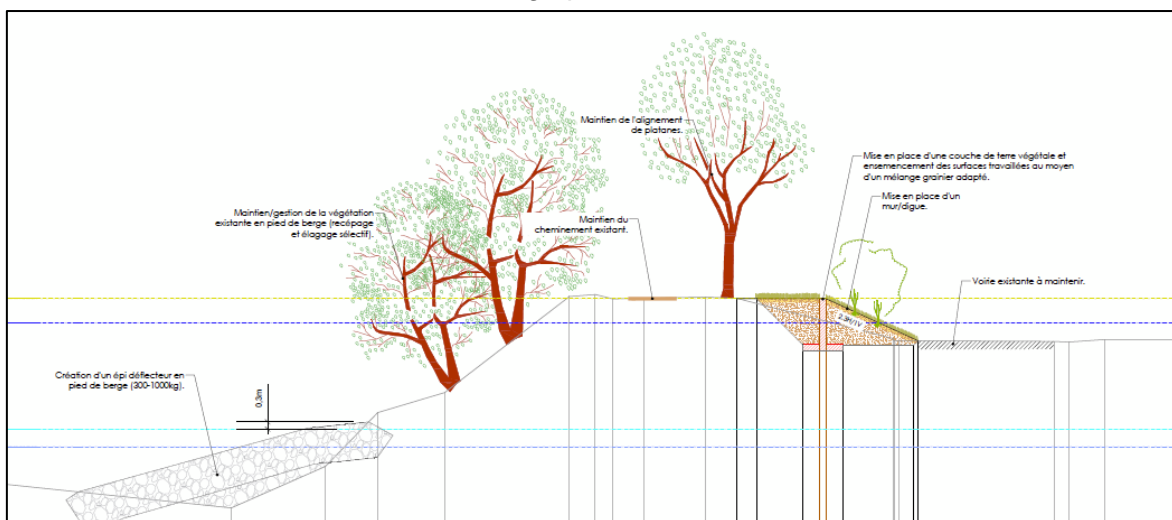 Maintien de l'alignement
de platanes.
Mise en place d'une couche de terre végétale et
ensemencement des surfaces travaillées au moyen
d'un mélange grainier adapté.
Mise en place d'un
mur/digue.
Maintien/gestion de la végétation
existante en pied de berge (recépage
et élagage sélectif).
Maintien du
cheminement existant.
Voirie existante à maintenir.
2.3H/1V
Création d'un épi déflecteur en
pied de berge (300-1000kg).
0,3m